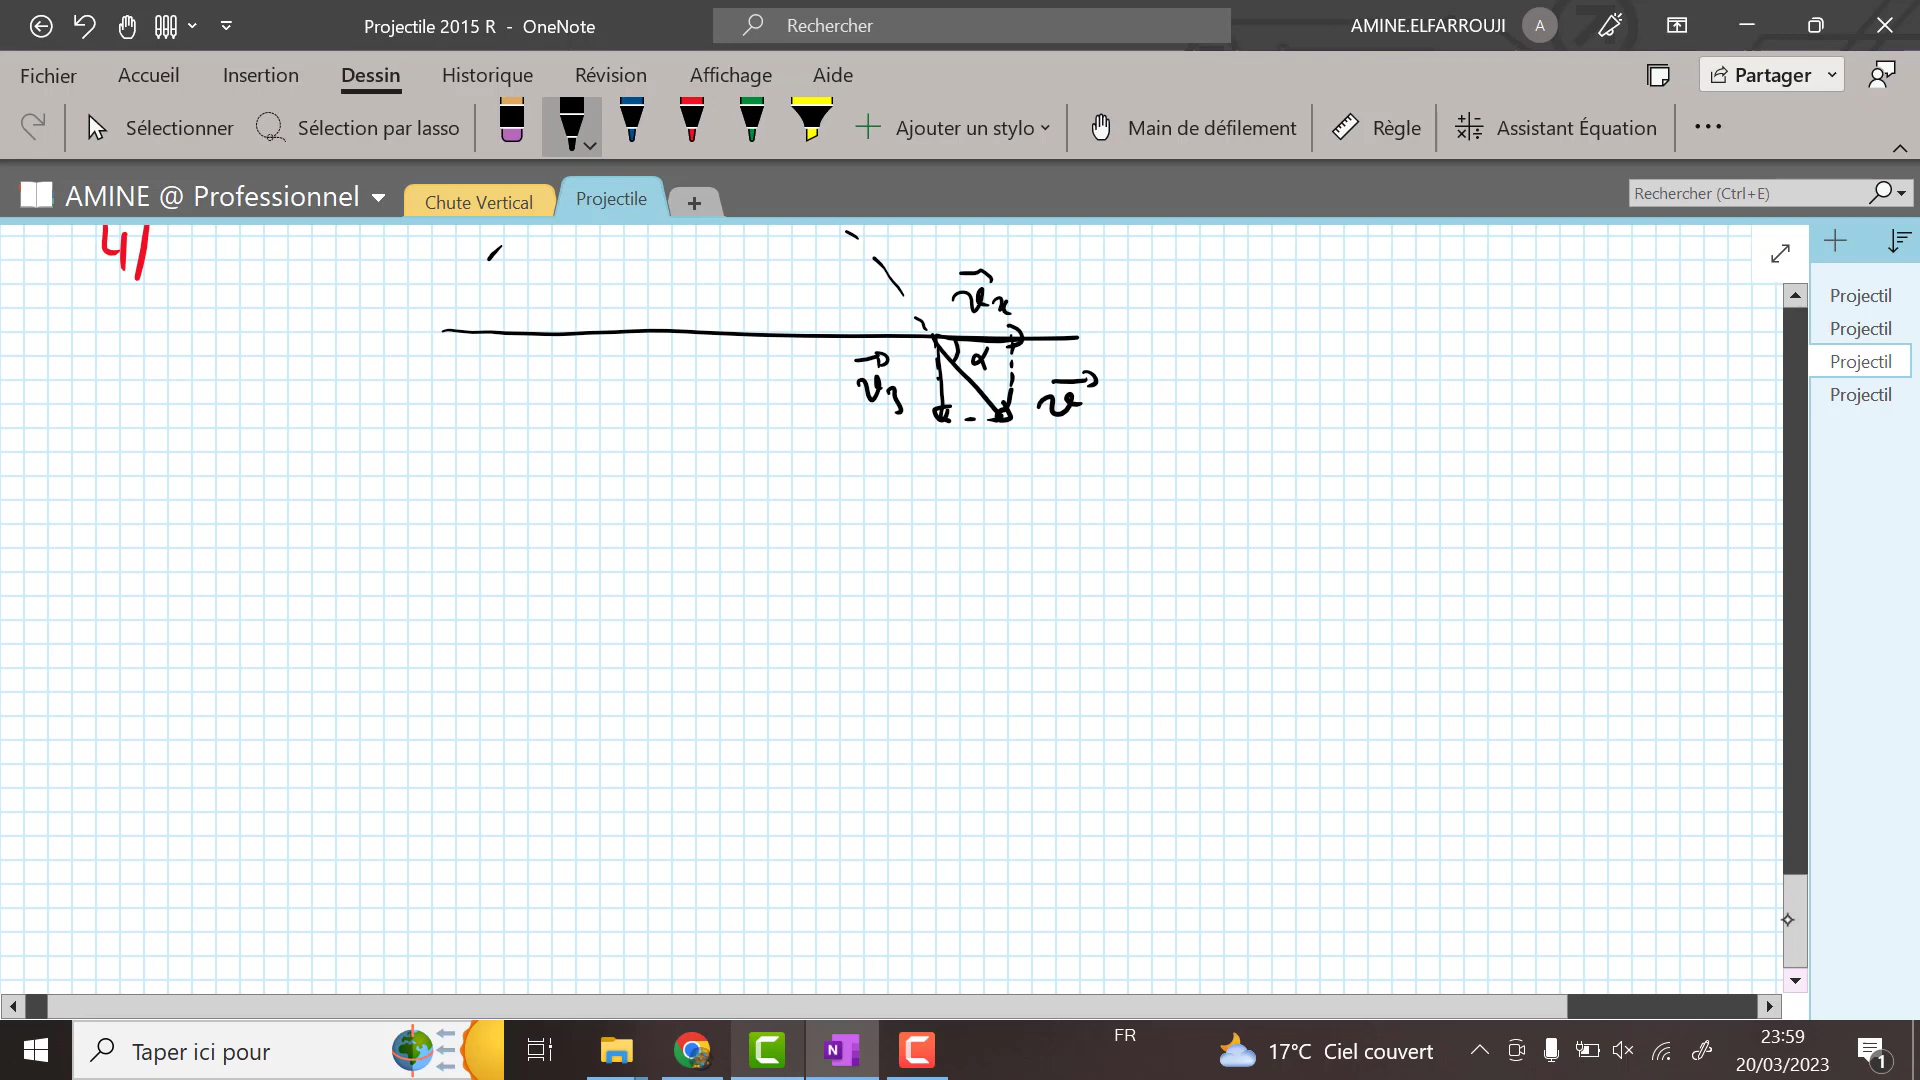 Projectile 2015 R - OneNote
Rechercher
AMINE.ELFARROUJI
A
Fichier
Accueil
Insertion
Dessin
Historique
Révision
Affichage
Aide
Partager
Sélectionner
Sélection par lasso
Ajouter un stylo
Main de défilement
Règle
Assistant Équation
AMINE @ Professionnel
Chute Vertical
Projectile
Rechercher (Ctrl+E)
4/
Projectil
Projectil
Projectil
Projectil
vx
α
vz
v
Taper ici pour
N
FR
17°C Ciel couvert
23:59
20/03/2023
1